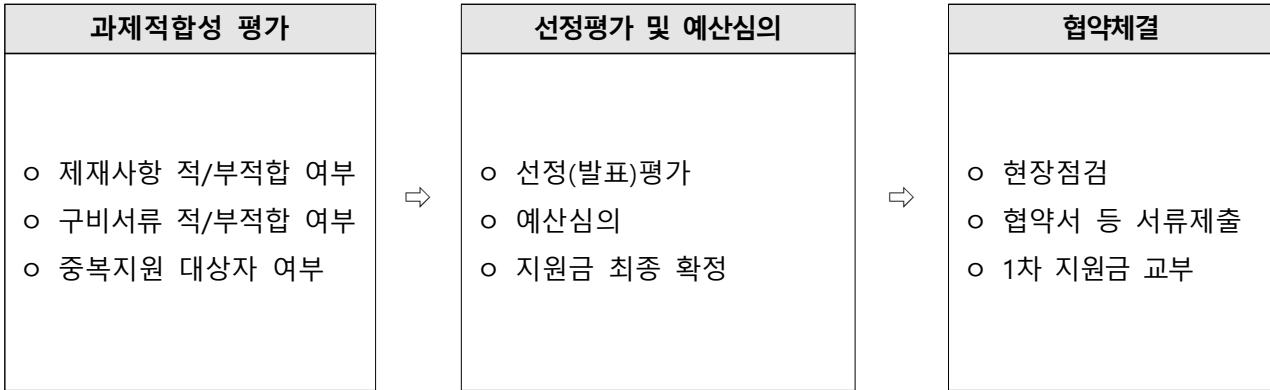 과제적합성 평가
ㅇ 제재사항 적/부적합 여부
ㅇ 구비서류 적/부적합 여부
ㅇ 중복지원 대상자 여부
⇨
선정평가 및 예산심의
ㅇ 선정(발표)평가
ㅇ 예산심의
ㅇ 지원금 최종 확정
⇨
협약체결
ㅇ 현장점검
ㅇ 협약서 등 서류제출
ㅇ 1차 지원금 교부